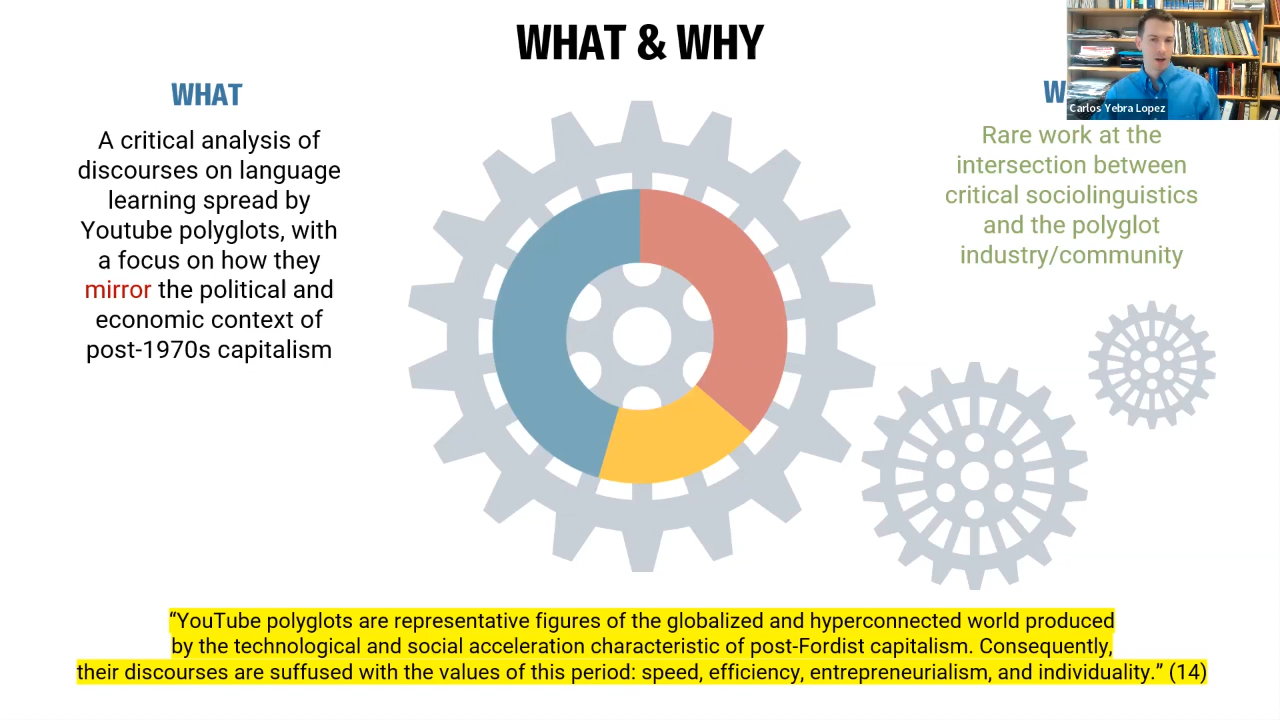 WHAT & WHY
WHAT
A critical analysis of
discourses on language
learning spread by
Youtube polyglots, with
a focus on how they
mirror the political and
economic context of
post-1970s capitalism
Carlos Yebra Lopez
Rare work at the
intersection between
critical sociolinguistics
and the polyglot
industry/community
“YouTube polyglots are representative figures of the globalized and hyperconnected world produced
by the technological and social acceleration characteristic of post-Fordist capitalism. Consequently,
their discourses are suffused with the values of this period: speed, efficiency, entrepreneurialism, and individuality.” (14)